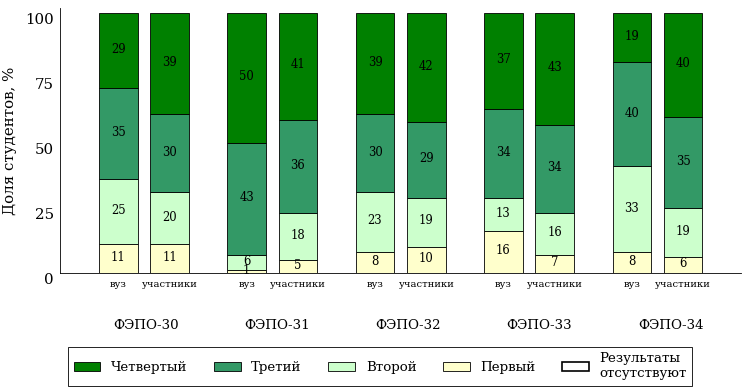 Доля студентов, %
100
75
50
25
0
29 39 50 41 39 42 37 43 19 40
35 30 43 36 30 29 34 34 40 35
25 20 6 18 23 19 13 16 33 19
11 11 1 5 8 10 16 7 8 6
вуз участники вуз участники вуз участники вуз участники вуз участники
ФЭПО-30 ФЭПО-31 ФЭПО-32 ФЭПО-33 ФЭПО-34
Четвертый Третий Второй Первый Результаты
отсутствуют